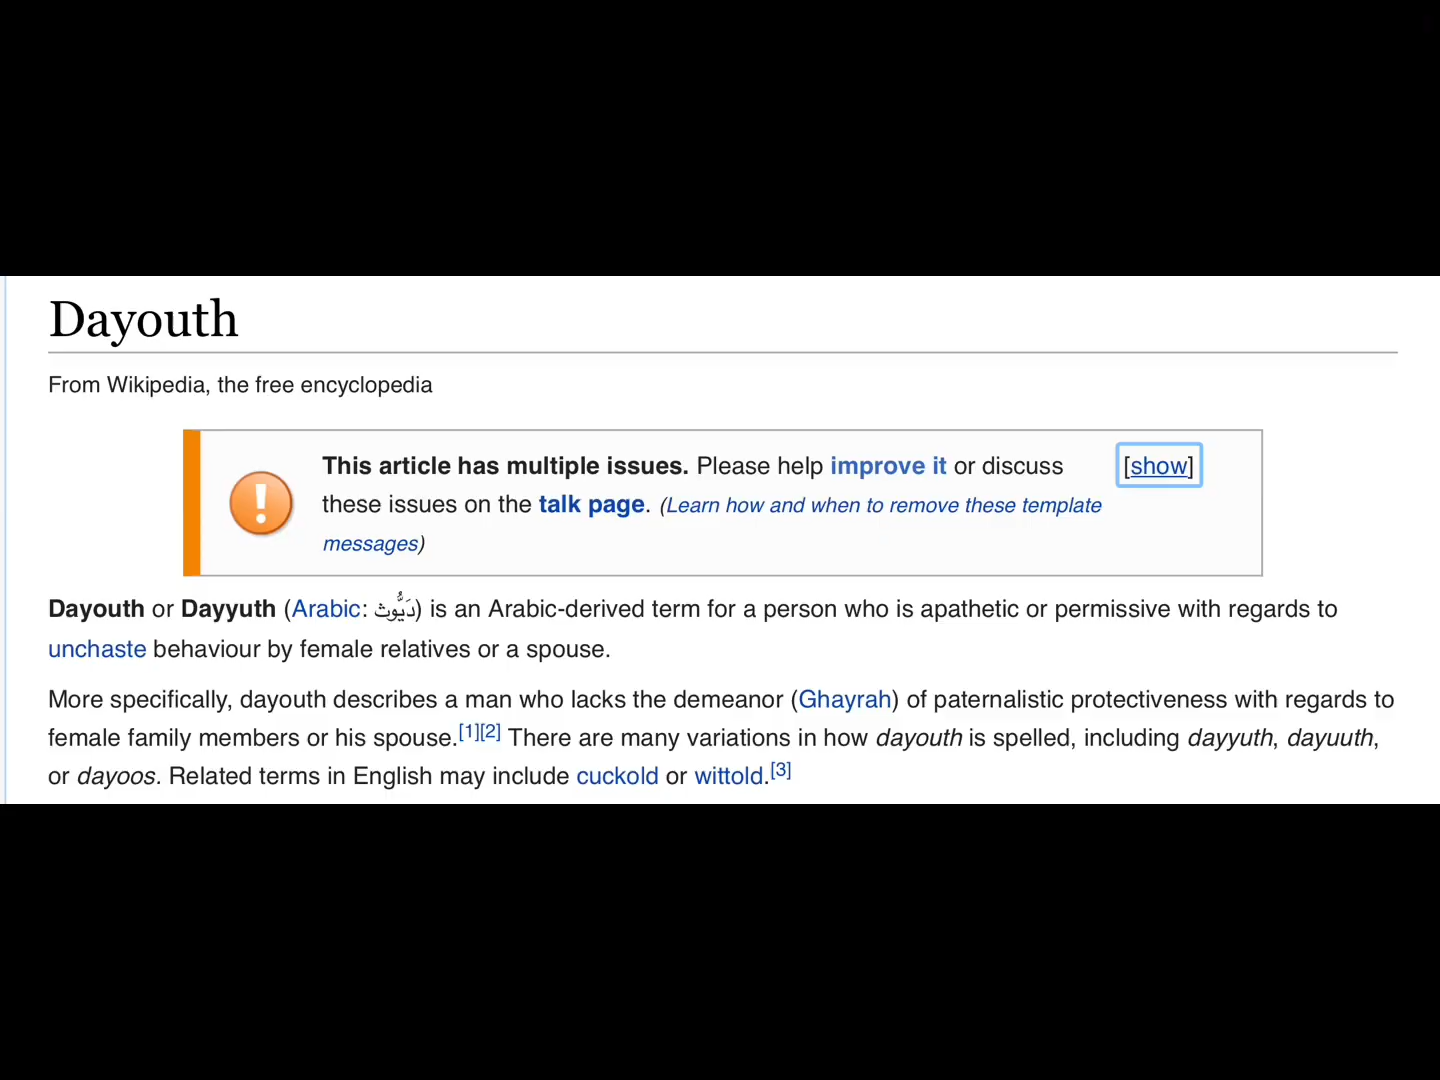 Dayouth
From Wikipedia, the free encyclopedia
This article has multiple issues. Please help improve it or discuss [show]
these issues on the talk page. (Learn how and when to remove these template
messages)
Dayouth or Dayyuth (Arabic: دَيُّوث) is an Arabic-derived term for a person who is apathetic or permissive with regards to
unchaste behaviour by female relatives or a spouse.
More specifically, dayouth describes a man who lacks the demeanor (Ghayrah) of paternalistic protectiveness with regards to
female family members or his spouse.[1][2] There are many variations in how dayouth is spelled, including dayyuth, dayuuth,
or dayoos. Related terms in English may include cuckold or wittold.[3]